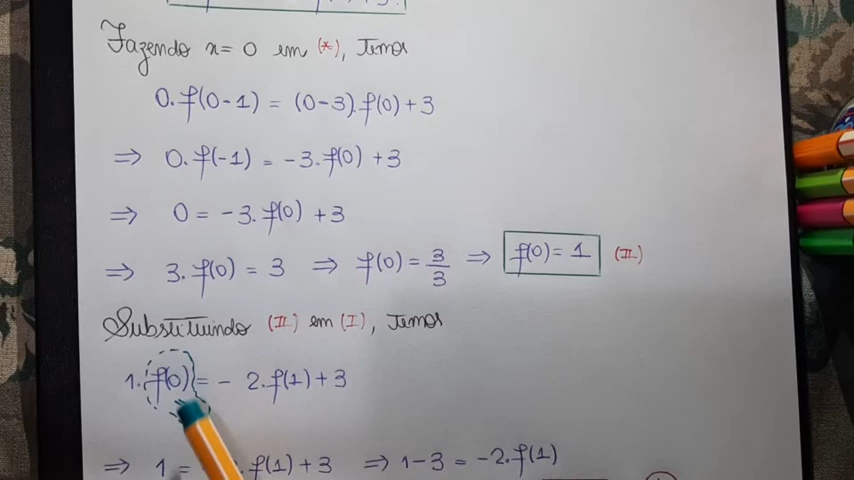 Fazendo x = 0 em (*), temos
0.f(0-1) = (0-3).f(0)+3
⇒ 0.f(-1) = -3.f(0) +3
⇒ 0 = -3.f(0) +3
⇒ 3.f(0) = 3 ⇒ f(0) = 3/3 ⇒ f(0) = 1 (II)
Substituindo (II) em (I), temos
1.f(0) = - 2.f(1)+3
⇒ 1 = .f(1)+3 ⇒ 1-3 = -2.f(1)